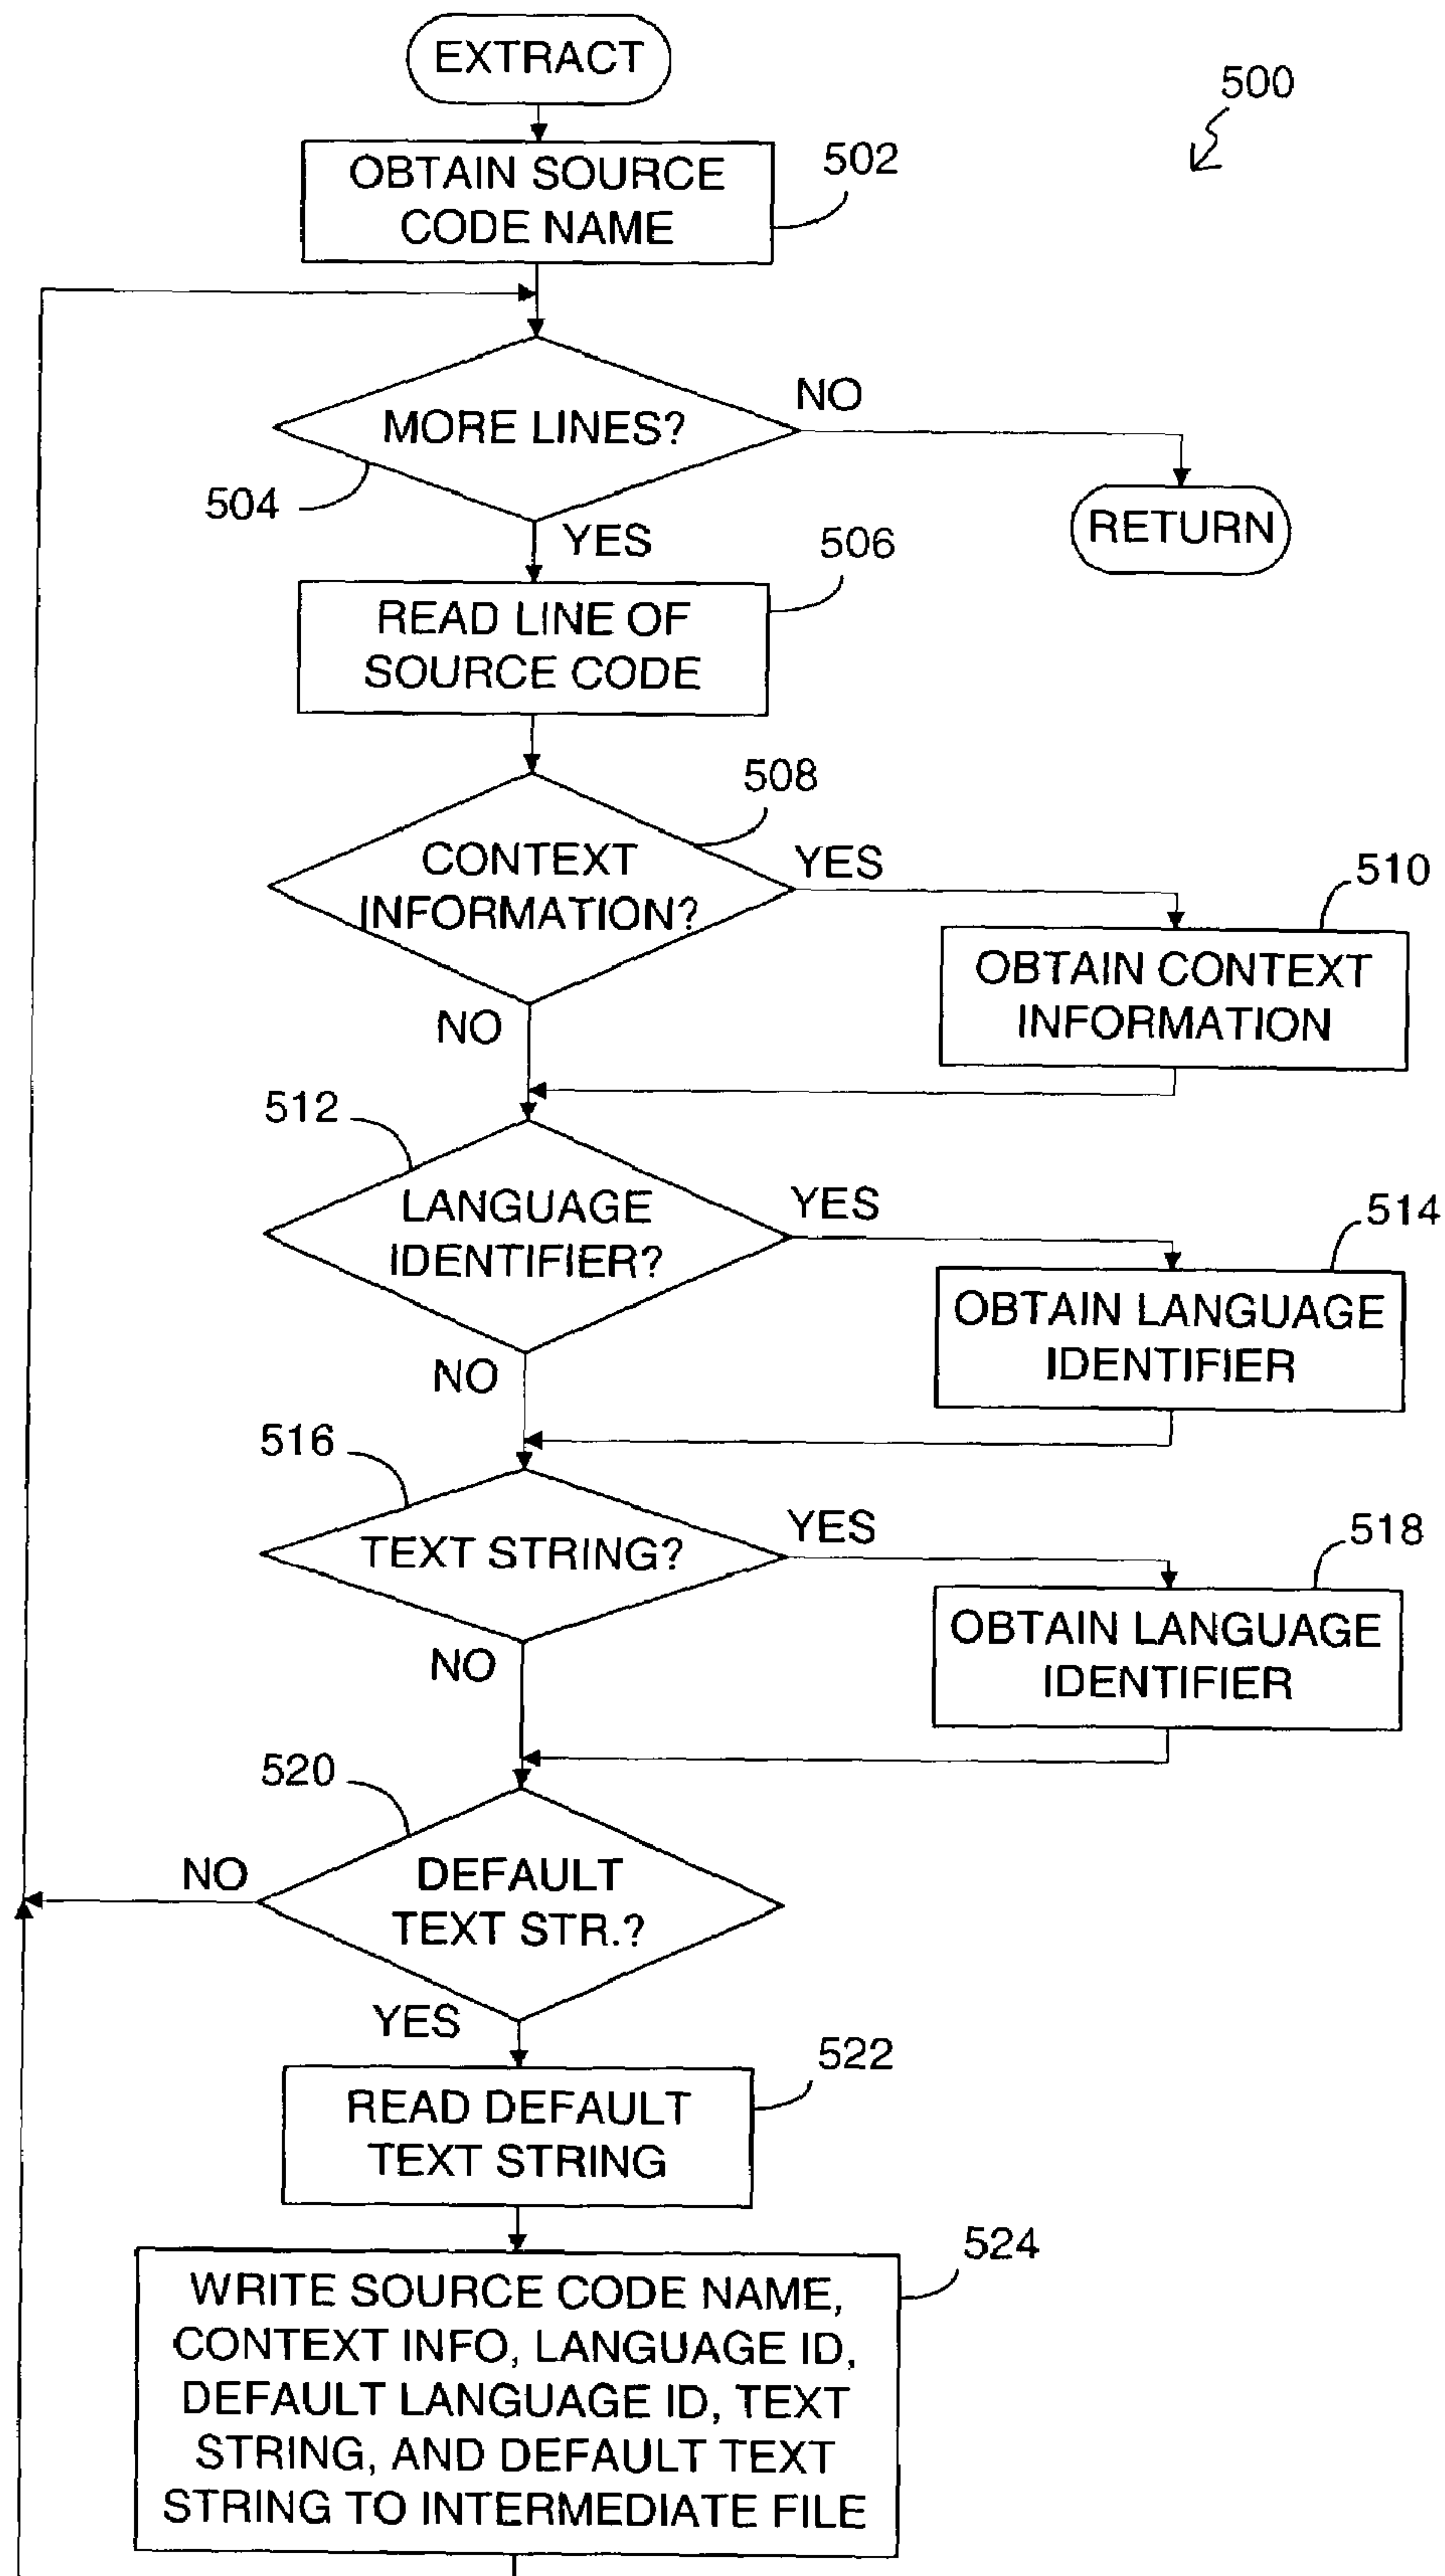 EXTRACT
500
OBTAIN SOURCE
CODE NAME
502
MORE LINES?
NO
504
RETURN
YES
506
READ LINE OF
SOURCE CODE
508
CONTEXT
INFORMATION?
YES
510
OBTAIN CONTEXT
INFORMATION
NO
512
LANGUAGE
IDENTIFIER?
YES
514
OBTAIN LANGUAGE
IDENTIFIER
NO
516
TEXT STRING?
YES
518
OBTAIN LANGUAGE
IDENTIFIER
NO
520
NO
DEFAULT
TEXT STR.?
YES
522
READ DEFAULT
TEXT STRING
524
WRITE SOURCE CODE NAME,
CONTEXT INFO, LANGUAGE ID,
DEFAULT LANGUAGE ID, TEXT
STRING, AND DEFAULT TEXT
STRING TO INTERMEDIATE FILE